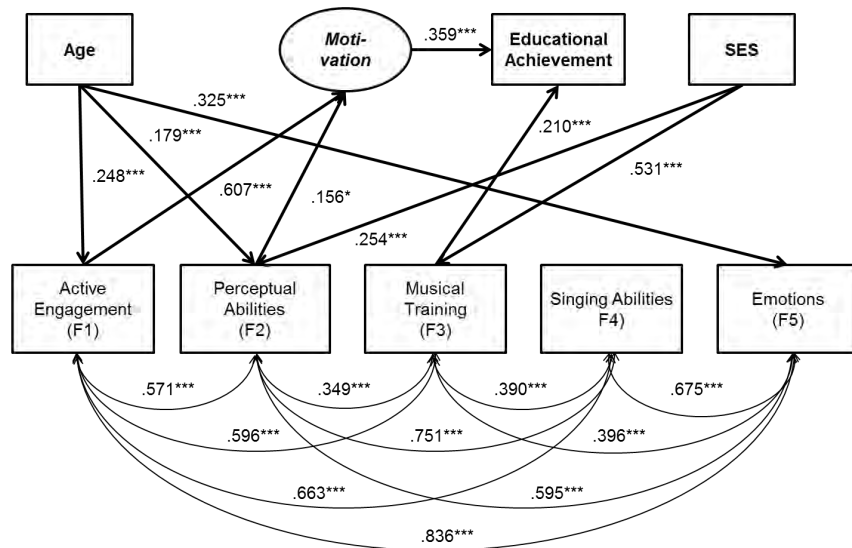 Age
Moti-
vation
.359***
Educational
Achievement
SES
.325***
.179***
.210***
.248***
.607***
.156*
.531***
.254***
Active
Engagement
(F1)
Perceptual
Abilities
(F2)
Musical
Training
(F3)
Singing Abilities
F4)
Emotions
(F5)
.571***
.349***
.390***
.675***
.596***
.751***
.396***
.663***
.595***
.836***